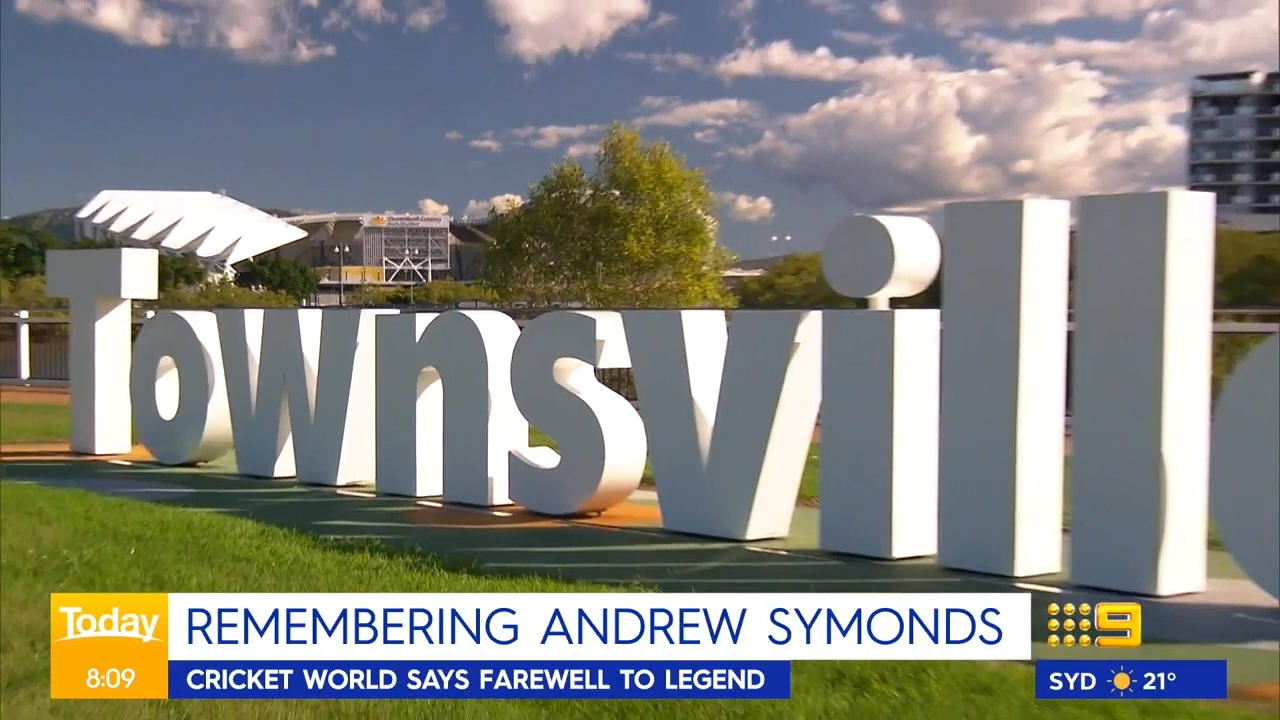 Townsvill
Today
8:09
REMEMBERING ANDREW SYMONDS
CRICKET WORLD SAYS FAREWELL TO LEGEND
9
SYD 21°